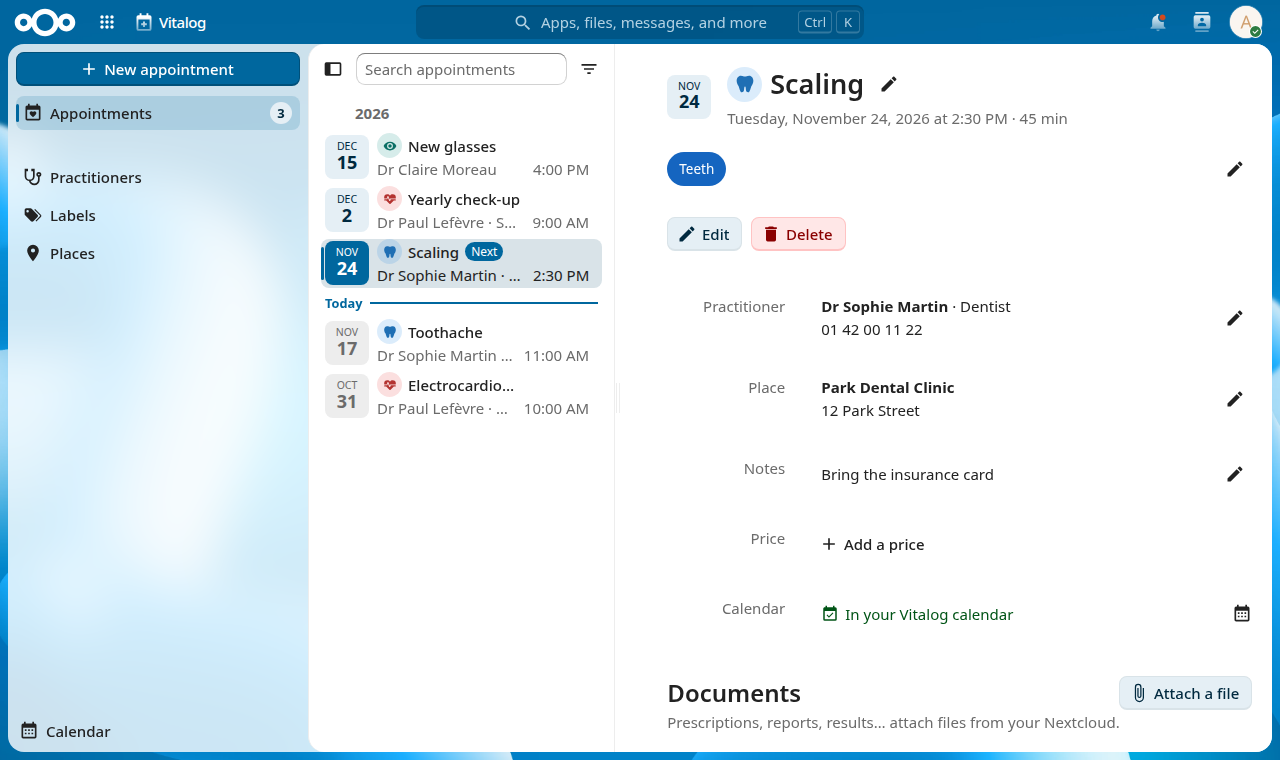 Vitalog
Apps, files, messages, and more
Ctrl
K
A
New appointment
Appointments
3
Practitioners
Labels
Places
Calendar
Search appointments
2026
DEC
15
New glasses
Dr Claire Moreau
4:00 PM
DEC
2
Yearly check-up
Dr Paul Lefèvre · S...
9:00 AM
NOV
24
Scaling
Next
Dr Sophie Martin · ...
2:30 PM
Today
NOV
17
Toothache
Dr Sophie Martin ...
11:00 AM
OCT
31
Electrocardio...
Dr Paul Lefèvre · ...
10:00 AM
NOV
24
Scaling
Tuesday, November 24, 2026 at 2:30 PM · 45 min
Teeth
Edit
Delete
Practitioner
Dr Sophie Martin · Dentist
01 42 00 11 22
Place
Park Dental Clinic
12 Park Street
Notes
Bring the insurance card
Price
Add a price
Calendar
In your Vitalog calendar
Documents
Attach a file
Prescriptions, reports, results... attach files from your Nextcloud.